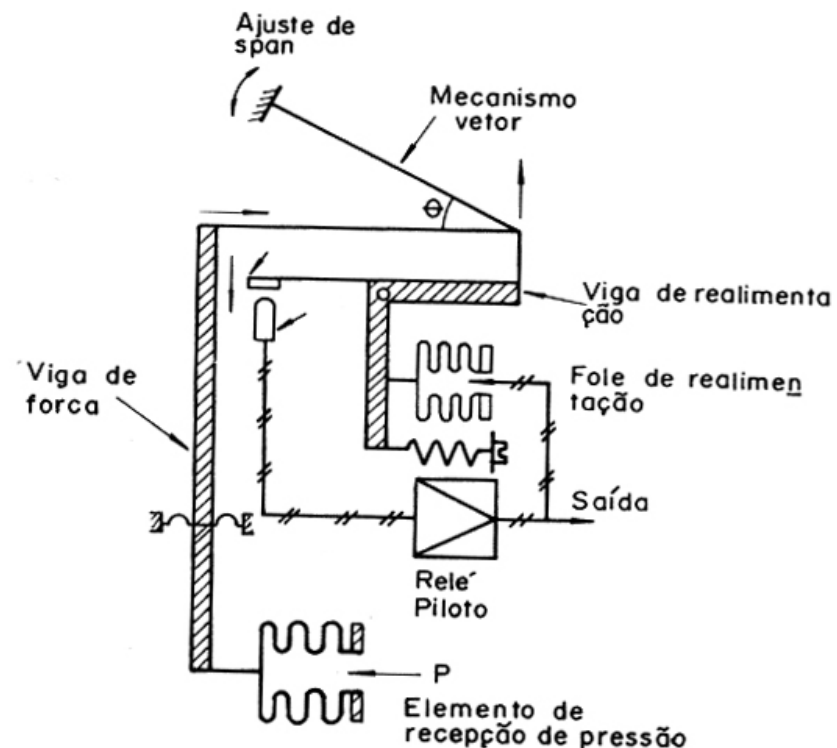 Ajuste de
span
Mecanismo
vetor
θ
Viga de realimenta
ção
Viga de
forca
Fole de realimen
tação
Saída
Relé
Piloto
P
Elemento de
recepção de pressão